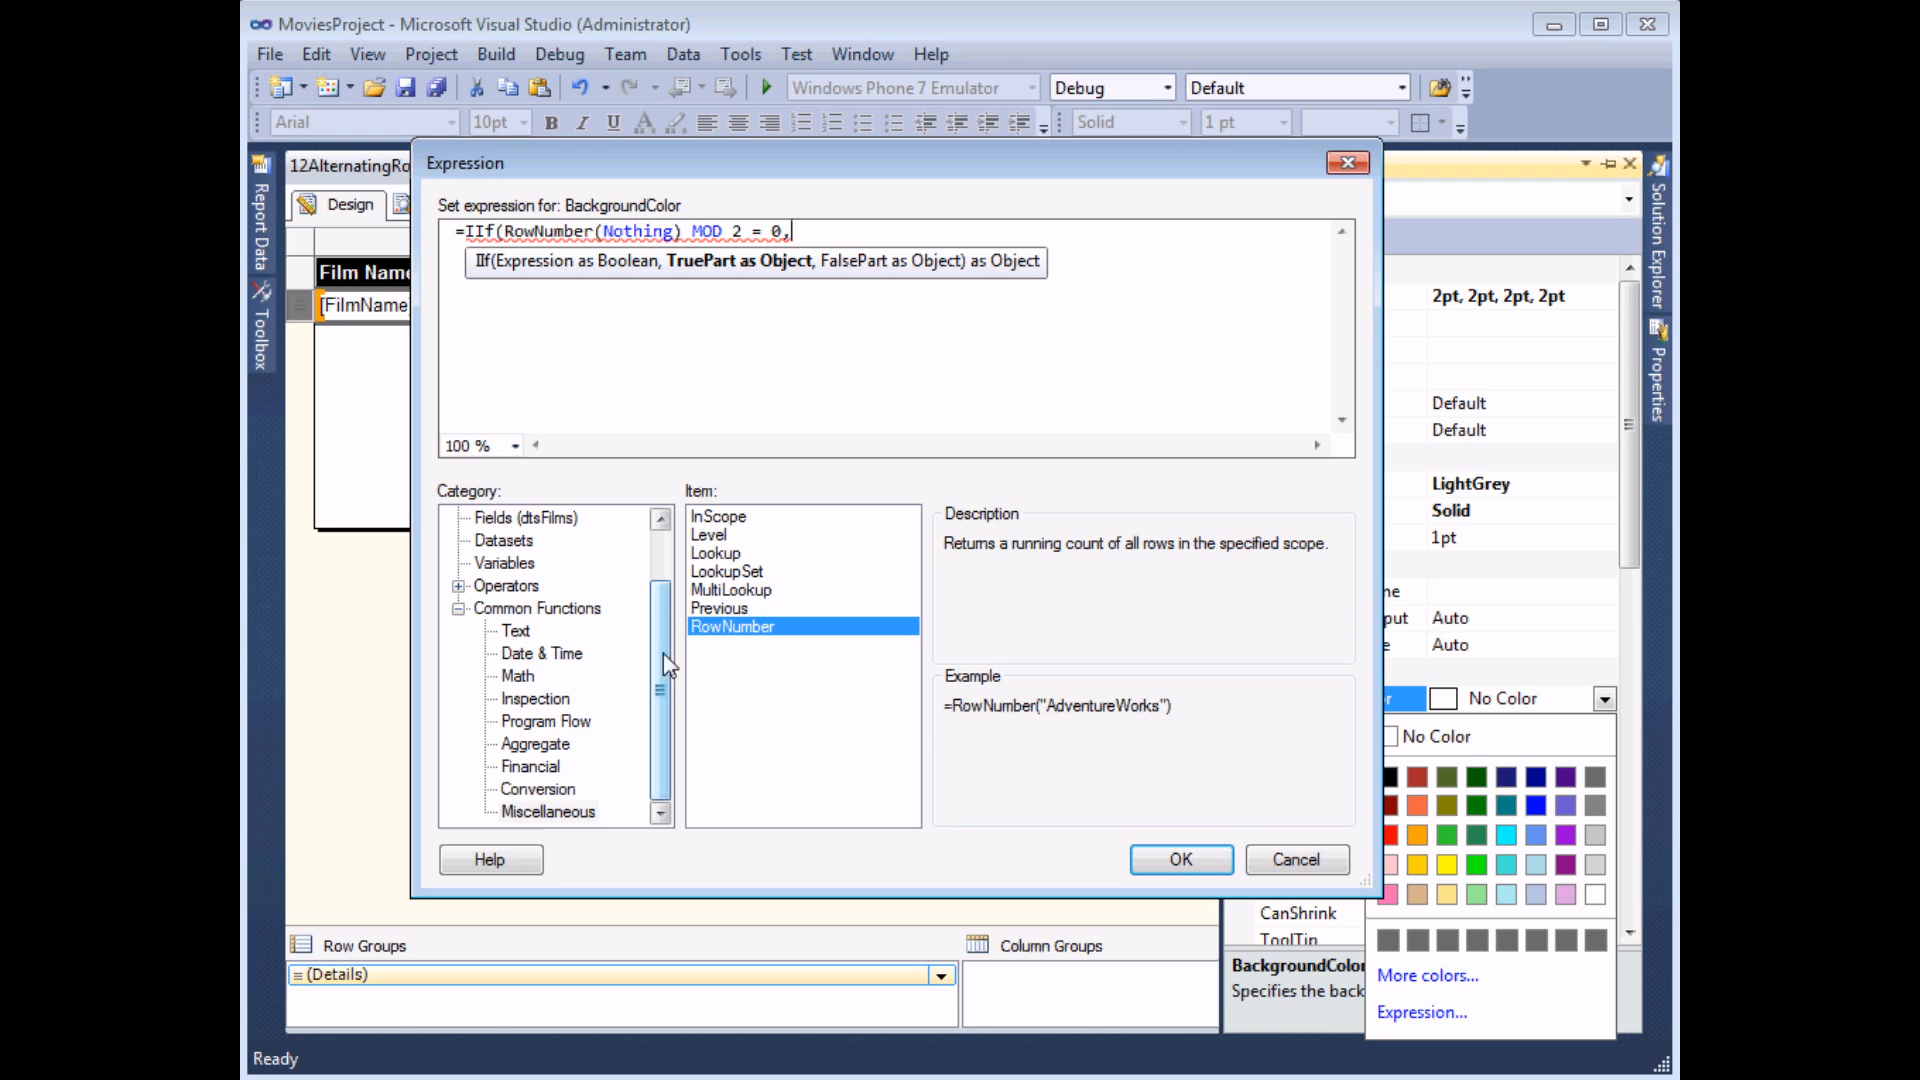 MoviesProject - Microsoft Visual Studio (Administrator)
File Edit View Project Build Debug Team Data Tools Test Window Help
Windows Phone 7 Emulator Debug Default
Arial 10pt B I U A Solid 1 pt
12AlternatingRo
Design
Report Data
Toolbox
Film Name
[FilmName]
Expression
Set expression for: BackgroundColor
=IIf(RowNumber(Nothing) MOD 2 = 0,
IIf(Expression as Boolean, TruePart as Object, FalsePart as Object) as Object
100 %
Category:
Fields (dtsFilms)
Datasets
Variables
Operators
Common Functions
Text
Date & Time
Math
Inspection
Program Flow
Aggregate
Financial
Conversion
Miscellaneous
Item:
InScope
Level
Lookup
LookupSet
MultiLookup
Previous
RowNumber
Description
Returns a running count of all rows in the specified scope.
Example
=RowNumber("AdventureWorks")
Help
OK
Cancel
Solution Explorer
Properties
2pt, 2pt, 2pt, 2pt
Default
Default
LightGrey
Solid
1pt
ne
put Auto
e Auto
r No Color
No Color
More colors...
Expression...
CanShrink
ToolTip
BackgroundColor
Specifies the back
Row Groups
(Details)
Column Groups
Ready